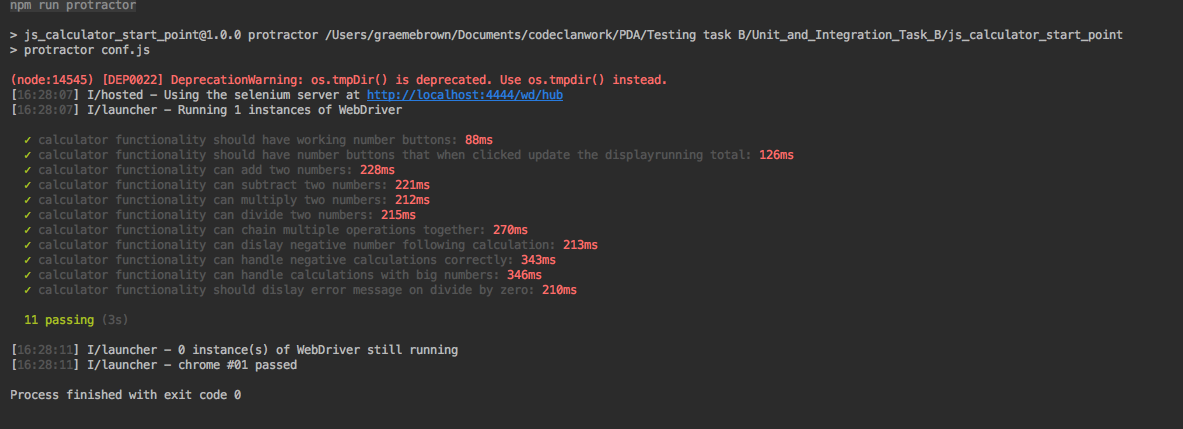 npm run protractor
> js_calculator_start_point@1.0.0 protractor /Users/graemebrown/Documents/codeclanwork/PDA/Testing task B/Unit_and_Integration_Task_B/js_calculator_start_point
> protractor conf.js
(node:14545) [DEP0022] DeprecationWarning: os.tmpDir() is deprecated. Use os.tmpdir() instead.
[16:28:07] I/hosted – Using the selenium server at http://localhost:4444/wd/hub
[16:28:07] I/launcher – Running 1 instances of WebDriver
✓ calculator functionality should have working number buttons: 88ms
✓ calculator functionality should have number buttons that when clicked update the displayrunning total: 126ms
✓ calculator functionality can add two numbers: 228ms
✓ calculator functionality can subtract two numbers: 221ms
✓ calculator functionality can multiply two numbers: 212ms
✓ calculator functionality can divide two numbers: 215ms
✓ calculator functionality can chain multiple operations together: 270ms
✓ calculator functionality can dislay negative number following calculation: 213ms
✓ calculator functionality can handle negative calculations correctly: 343ms
✓ calculator functionality can handle calculations with big numbers: 346ms
✓ calculator functionality should dislay error message on divide by zero: 210ms
11 passing (3s)
[16:28:11] I/launcher – 0 instance(s) of WebDriver still running
[16:28:11] I/launcher – chrome #01 passed
Process finished with exit code 0